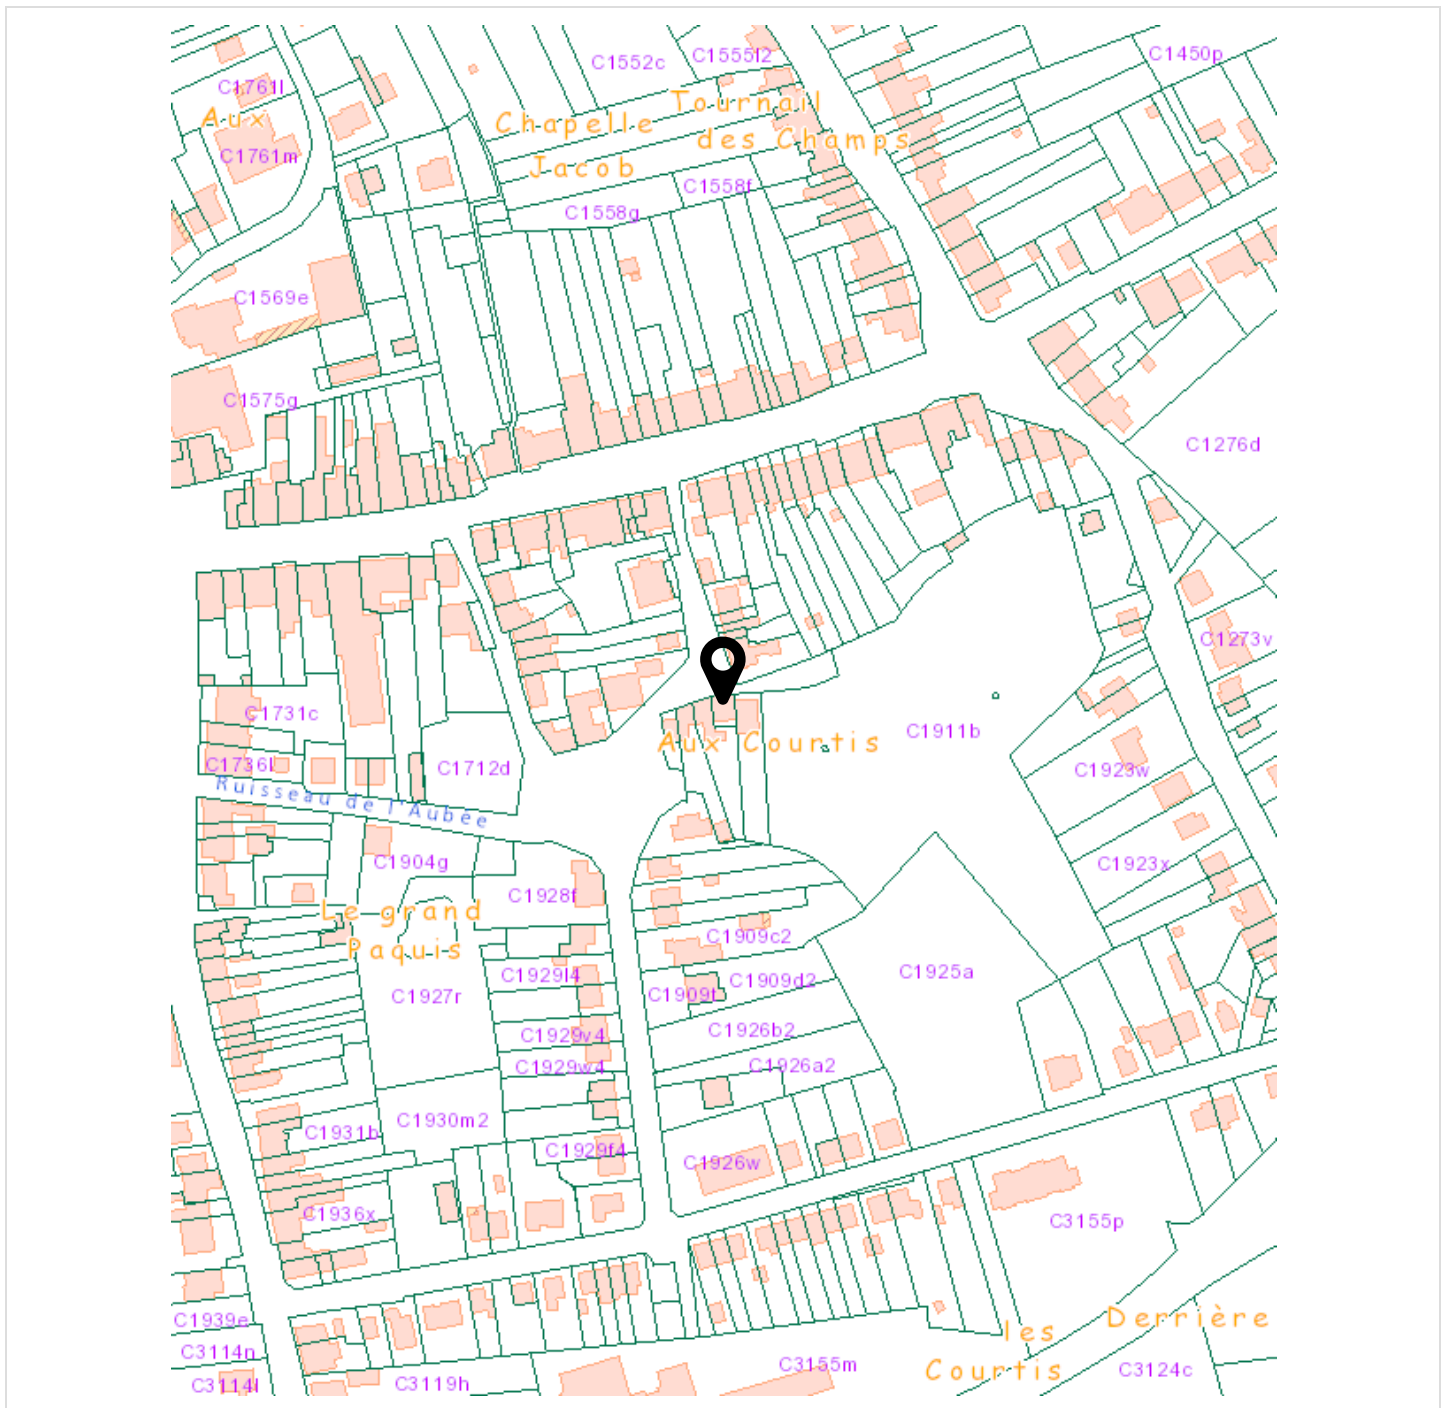 C1552c
C1555l2
C1450p
C1761l
Aux
Tournail
des Champs
Chapelle
Jacob
C1761m
C1558f
C1558g
C1569e
C1575g
C1276d
C1273v
C1731c
C1911b
Aux Courtis
C1736l
C1712d
C1923w
Ruisseau de l'Aubée
C1904g
C1923x
C1928f
Le grand
Paquis
C1909c2
C1929l4
C1909d2
C1925a
C1927r
C1909t
C1929v4
C1926b2
C1929w4
C1926a2
C1930m2
C1931b
C1929f4
C1926w
C1936x
C3155p
C1939e
Derrière
les
Courtis
C3114n
C3155m
C3124c
C3114l
C3119h